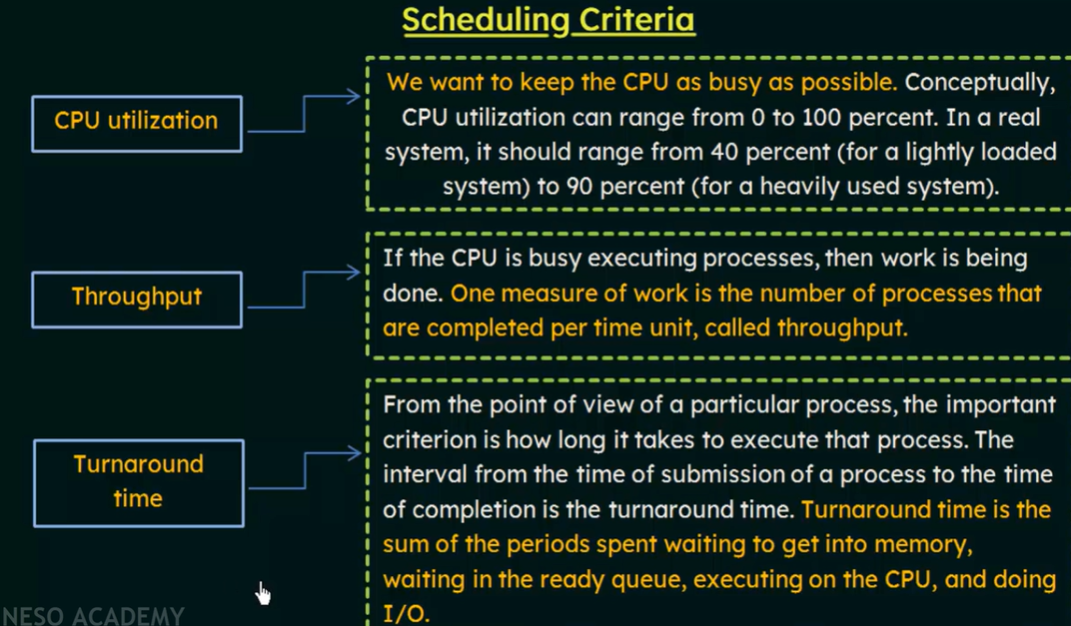 Scheduling Criteria
CPU utilization
We want to keep the CPU as busy as possible. Conceptually,
CPU utilization can range from 0 to 100 percent. In a real
system, it should range from 40 percent (for a lightly loaded
system) to 90 percent (for a heavily used system).
Throughput
If the CPU is busy executing processes, then work is being
done. One measure of work is the number of processes that
are completed per time unit, called throughput.
Turnaround
time
From the point of view of a particular process, the important
criterion is how long it takes to execute that process. The
interval from the time of submission of a process to the time
of completion is the turnaround time. Turnaround time is the
sum of the periods spent waiting to get into memory,
waiting in the ready queue, executing on the CPU, and doing
I/O.
NESO ACADEMY